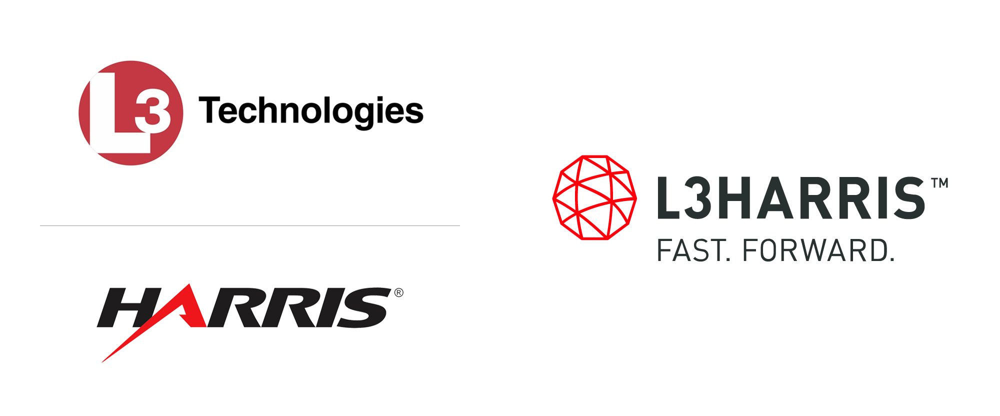 L3 Technologies
HARRIS®
L3HARRIS™
FAST. FORWARD.